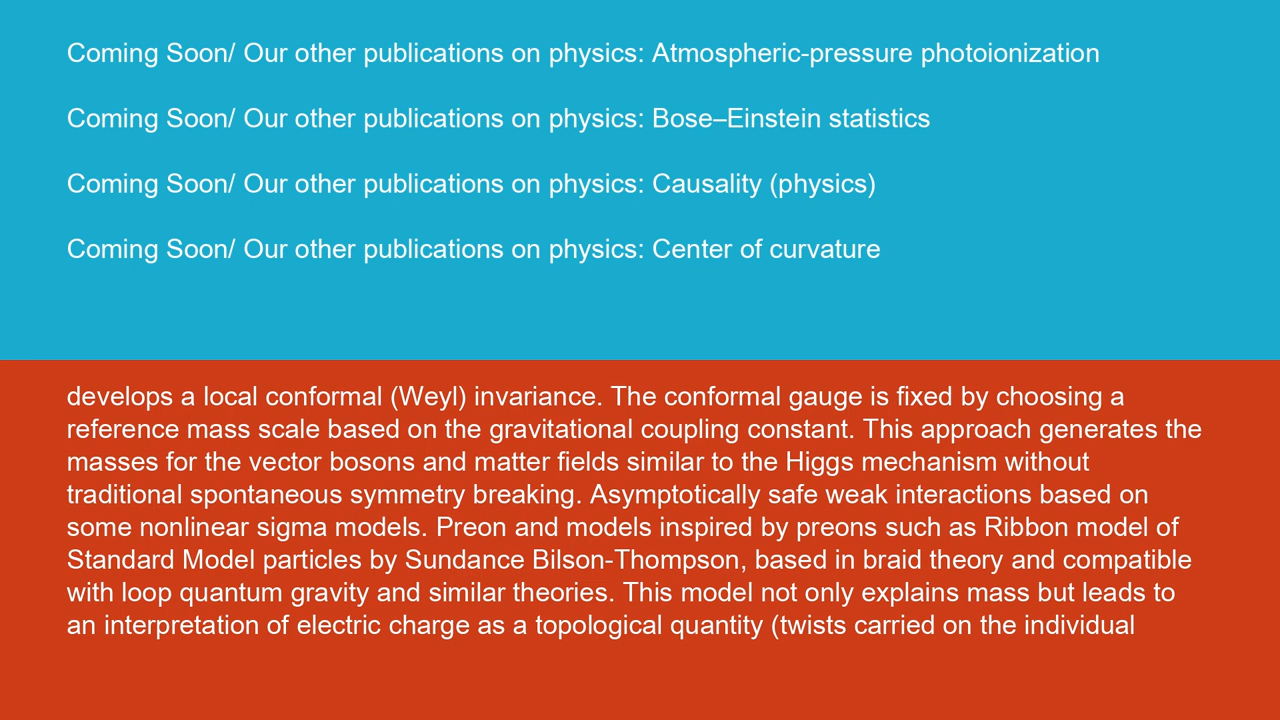 Coming Soon/ Our other publications on physics: Atmospheric-pressure photoionization
Coming Soon/ Our other publications on physics: Bose–Einstein statistics
Coming Soon/ Our other publications on physics: Causality (physics)
Coming Soon/ Our other publications on physics: Center of curvature
develops a local conformal (Weyl) invariance. The conformal gauge is fixed by choosing a
reference mass scale based on the gravitational coupling constant. This approach generates the
masses for the vector bosons and matter fields similar to the Higgs mechanism without
traditional spontaneous symmetry breaking. Asymptotically safe weak interactions based on
some nonlinear sigma models. Preon and models inspired by preons such as Ribbon model of
Standard Model particles by Sundance Bilson-Thompson, based in braid theory and compatible
with loop quantum gravity and similar theories. This model not only explains mass but leads to
an interpretation of electric charge as a topological quantity (twists carried on the individual